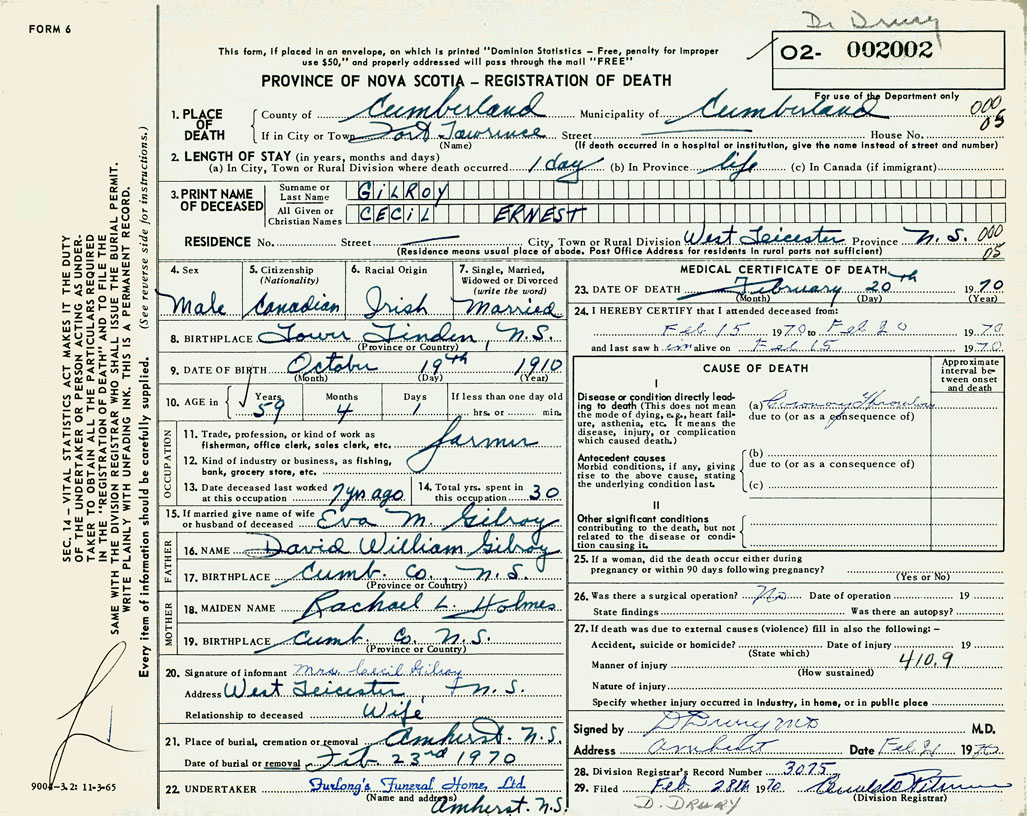 Dr Drury
FORM 6
This form, if placed in an envelope, on which is printed "Dominion Statistics – Free, penalty for improper
use $50," and properly addressed will pass through the mail "FREE"
O2- 002002
PROVINCE OF NOVA SCOTIA – REGISTRATION OF DEATH
For use of the Department only
1. PLACE OF DEATH County of Cumberland Municipality of Cumberland 000
If in City or Town Fort Lawrence Street House No. 05
(Name) (If death occurred in a hospital or institution, give the name instead of street and number)
2. LENGTH OF STAY (in years, months and days)
(a) In City, Town or Rural Division where death occurred 1 day (b) In Province life (c) In Canada (if immigrant)
3. PRINT NAME OF DECEASED Surname or Last Name GILROY
All Given or Christian Names CECIL ERNEST
RESIDENCE No. Street City, Town or Rural Division West Leicester Province N.S. 000
(Residence means usual place of abode. Post Office Address for residents in rural parts not sufficient) 05
4. Sex 5. Citizenship (Nationality) 6. Racial Origin 7. Single, Married, Widowed or Divorced (write the word)
Male Canadian Irish Married
8. BIRTHPLACE Lower Linden, N.S.
(Province or Country)
9. DATE OF BIRTH October 19th 1910
(Month) (Day) (Year)
10. AGE in Years Months Days If less than one day old
59 4 1 hrs. or min.
OCCUPATION
11. Trade, profession, or kind of work as
fisherman, office clerk, sales clerk, etc. farmer
12. Kind of industry or business, as fishing,
bank, grocery store, etc.
13. Date deceased last worked at this occupation 7 yrs ago 14. Total yrs. spent in this occupation 30
15. If married give name of wife
or husband of deceased Eva M. Gilroy
FATHER
16. NAME David William Gilroy
17. BIRTHPLACE Cumb. Co. N.S.
(Province or Country)
MOTHER
18. MAIDEN NAME Rachael L. Holmes
19. BIRTHPLACE Cumb. Co. N.S.
(Province or Country)
20. Signature of informant Mrs. Cecil Gilroy
Address West Leicester, N.S.
Relationship to deceased Wife
21. Place of burial, cremation or removal Amherst. N.S.
Date of burial or removal Feb. 23rd 1970
22. UNDERTAKER Furlong's Funeral Home, Ltd
(Name and address) Amherst. N.S.
MEDICAL CERTIFICATE OF DEATH
23. DATE OF DEATH February 20th 1970
(Month) (Day) (Year)
24. I HEREBY CERTIFY that I attended deceased from:
Feb 15 1970 to Feb 20 1970
and last saw him alive on Feb 15 1970
CAUSE OF DEATH
Approximate interval between onset and death
I
Disease or condition directly lead-
ing to death (This does not
mean the mode of dying, e.g., heart failure, asthenia, etc. It means the
disease, injury, or complication
which caused death.)
(a) Coronary Thrombosis
due to (or as a consequence of)
Antecedent causes
Morbid conditions, if any, giving
rise to the above cause, stating
the underlying condition last.
(b)
due to (or as a consequence of)
(c)
II
Other significant conditions
contributing to the death, but not
related to the disease or condi-
tion causing it.
25. If a woman, did the death occur either during
pregnancy or within 90 days following pregnancy?
(Yes or No)
26. Was there a surgical operation? No Date of operation 19
State findings Was there an autopsy?
27. If death was due to external causes (violence) fill in also the following: –
Accident, suicide or homicide? Date of injury 19
(State which) 410.9
Manner of injury
(How sustained)
Nature of injury
Specify whether injury occurred in industry, in home, or in public place
Signed by D Drury MD M.D.
Address Amherst Date Feb 21 1970
28. Division Registrar's Record Number 3075
29. Filed Feb. 28th 1970
(Division Registrar)
D. DRURY
SEC. 14 – VITAL STATISTICS ACT MAKES IT THE DUTY
OF THE UNDERTAKER OR PERSON ACTING AS UNDER-
TAKER TO OBTAIN ALL THE PARTICULARS REQUIRED
IN THE "REGISTRATION OF DEATH" AND TO FILE THE
SAME WITH THE DIVISION REGISTRAR WHO SHALL ISSUE THE BURIAL PERMIT.
WRITE PLAINLY WITH UNFADING INK. THIS IS A PERMANENT RECORD.
Every item of information should be carefully supplied. (See reverse side for instructions.)
3.2: 11-3-65